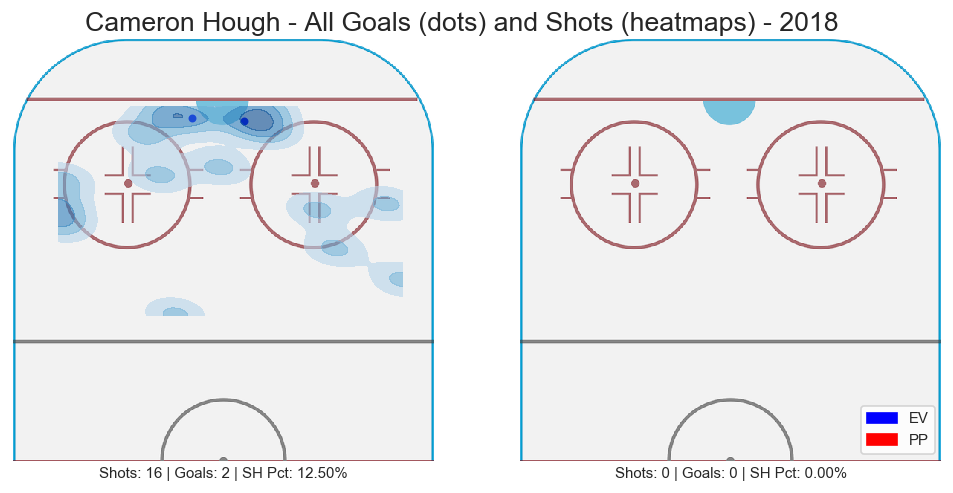 Cameron Hough - All Goals (dots) and Shots (heatmaps) - 2018
EV
PP
Shots: 16 | Goals: 2 | SH Pct: 12.50%
Shots: 0 | Goals: 0 | SH Pct: 0.00%